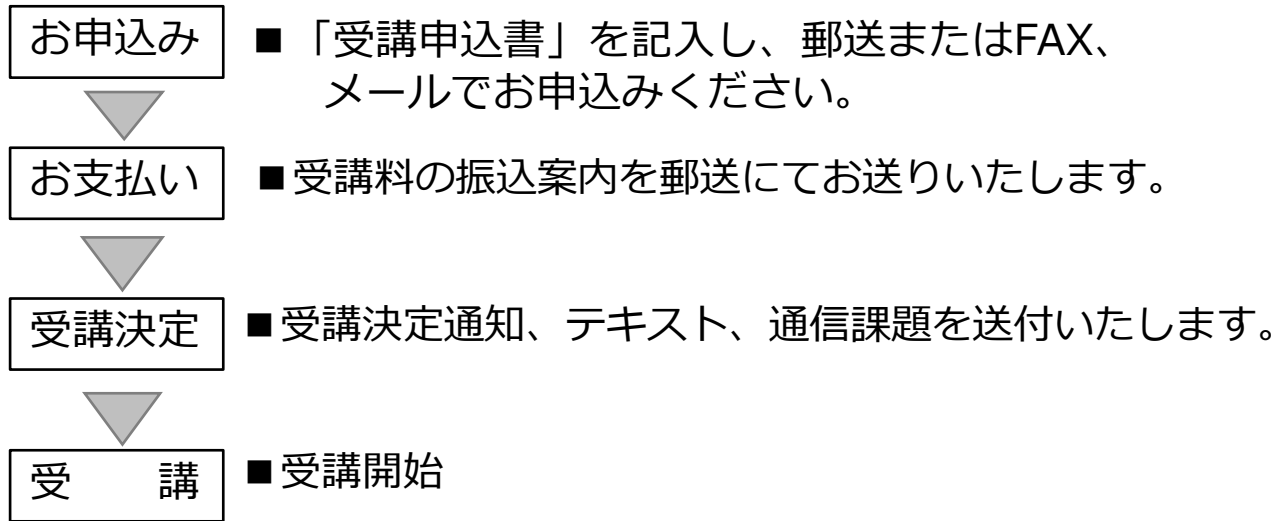 お申込み ■「受講申込書」を記入し、郵送またはFAX、
メールでお申込みください。
お支払い ■受講料の振込案内を郵送にてお送りいたします。
受講決定 ■受講決定通知、テキスト、通信課題を送付いたします。
受　　講 ■受講開始